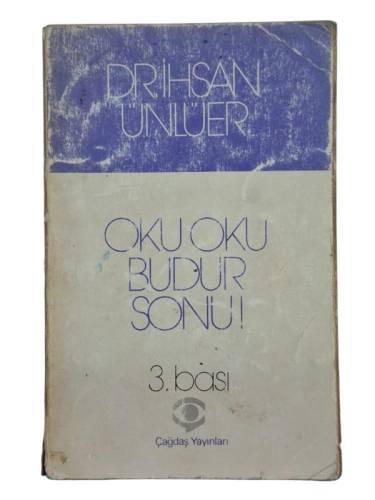 DR.İHSAN
ÜNLÜER
OKU OKU
BUDUR
SONU!
3. bası
Çağdaş Yayınları